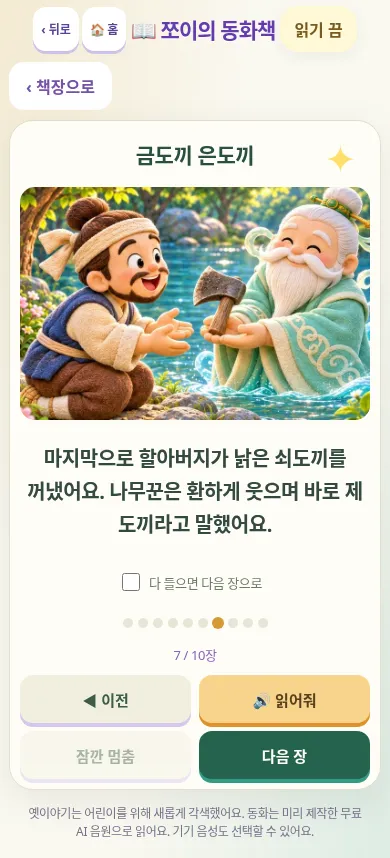 ‹ 뒤로 🏠 홈 📖 쪼이의 동화책 읽기 끔
‹ 책장으로
금도끼 은도끼
마지막으로 할아버지가 낡은 쇠도끼를
꺼냈어요. 나무꾼은 환하게 웃으며 바로 제
도끼라고 말했어요.
다 들으면 다음 장으로
7 / 10장
◀ 이전 🔊 읽어줘
잠깐 멈춤 다음 장
옛이야기는 어린이를 위해 새롭게 각색했어요. 동화는 미리 제작한 무료
AI 음원으로 읽어요. 기기 음성도 선택할 수 있어요.